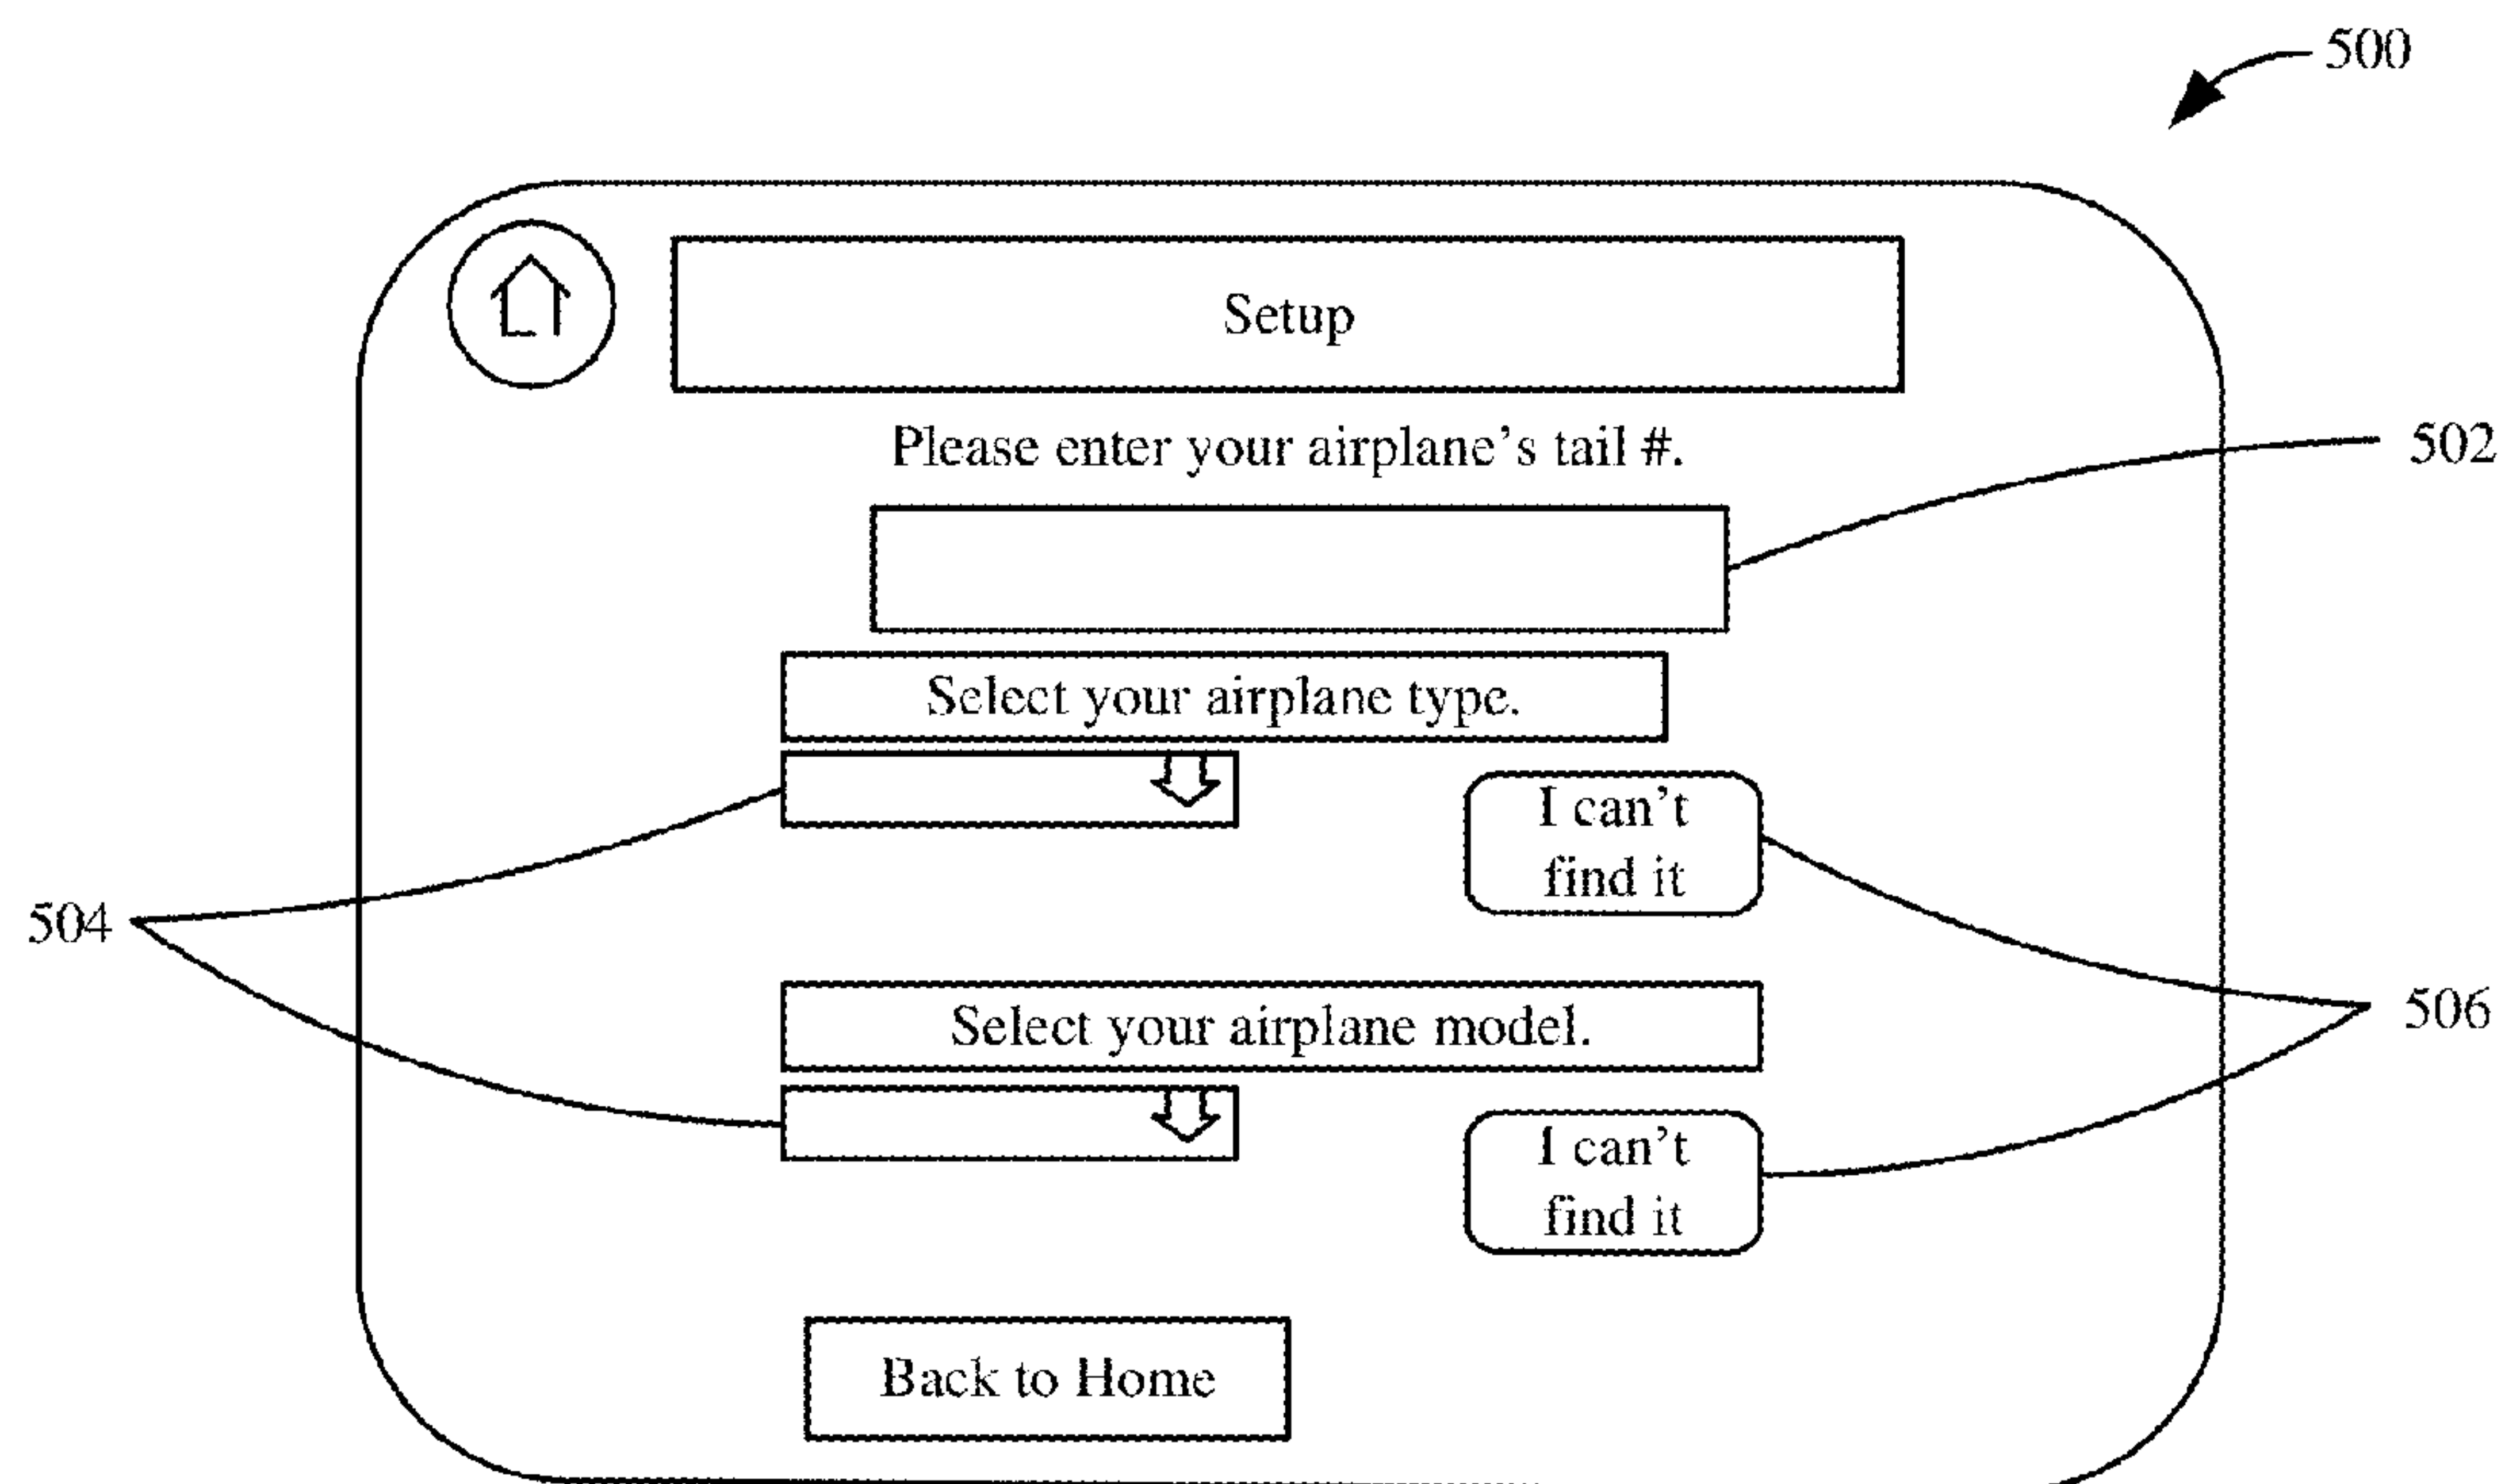 500
Setup
Please enter your airplane’s tail #.
502
Select your airplane type.
I can’t
find it
504
Select your airplane model.
506
I can’t
find it
Back to Home